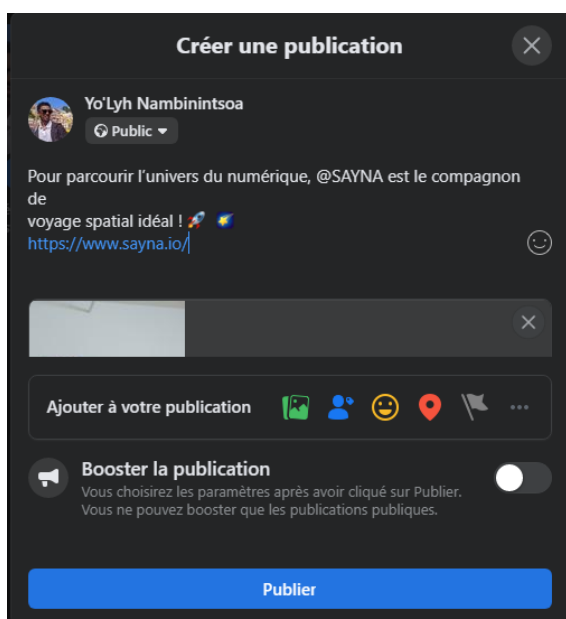 Créer une publication
Yo'Lyh Nambinintsoa
Public
Pour parcourir l'univers du numérique, @SAYNA est le compagnon
de
voyage spatial idéal ! 🚀 🌠
https://www.sayna.io/
Ajouter à votre publication
Booster la publication
Vous choisirez les paramètres après avoir cliqué sur Publier.
Vous ne pouvez booster que les publications publiques.
Publier